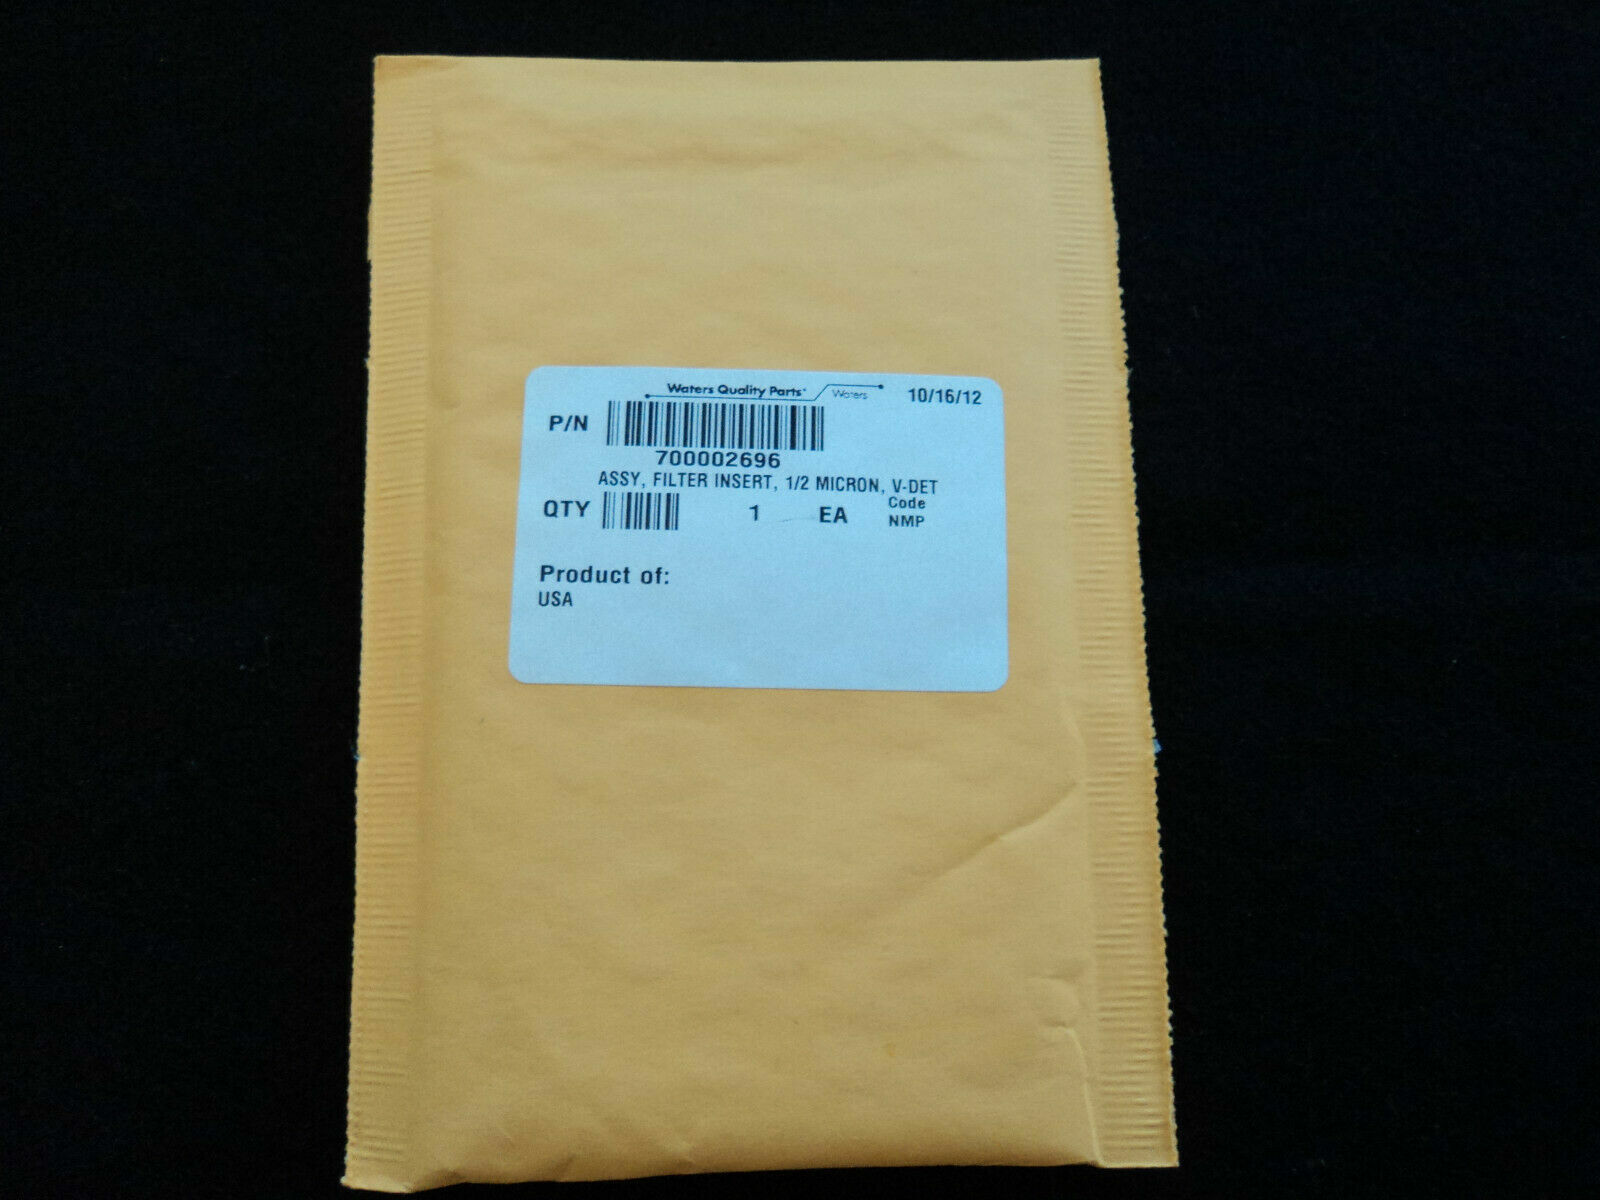 Waters Quality Parts Waters 10/16/12
P/N
700002696
ASSY, FILTER INSERT, 1/2 MICRON, V-DET
QTY 1 EA Code
NMP
Product of:
USA